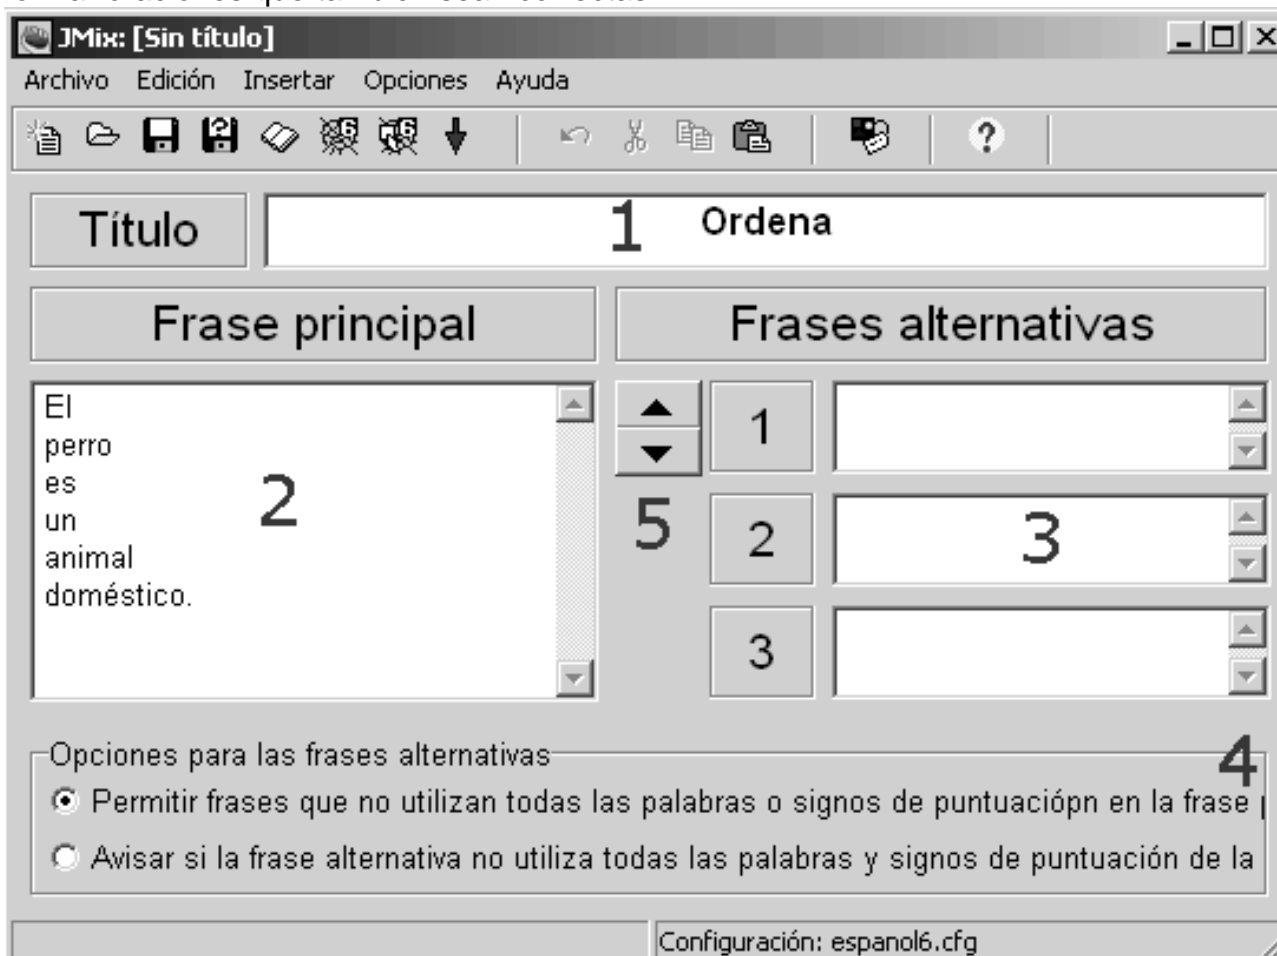 JMix: [Sin título]
Archivo Edición Insertar Opciones Ayuda
Título
1 Ordena
Frase principal
Frases alternativas
El
perro
es
un
animal
doméstico.
2
5
1
2
3
3
Opciones para las frases alternativas
4
Permitir frases que no utilizan todas las palabras o signos de puntuaciópn en la frase
Avisar si la frase alternativa no utiliza todas las palabras y signos de puntuación de la
Configuración: espanol6.cfg